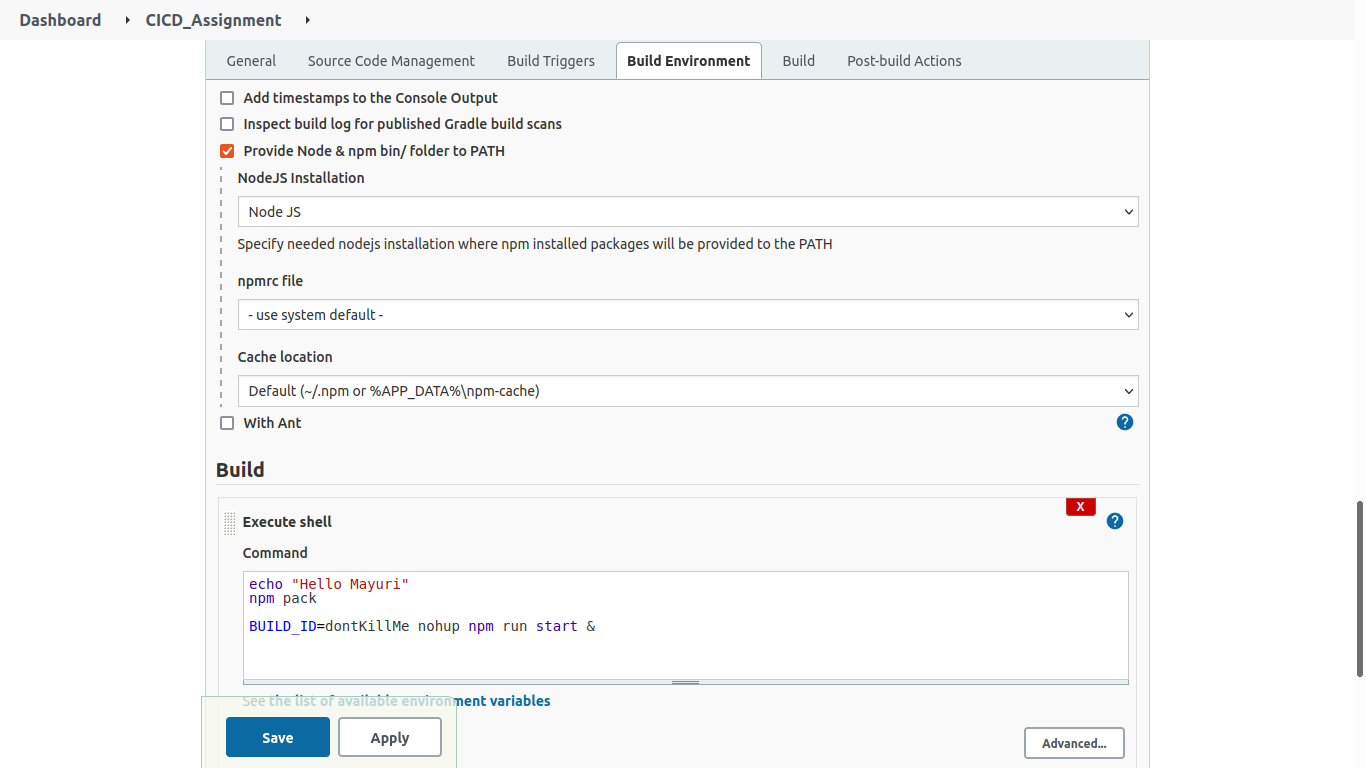 Dashboard CICD_Assignment
General Source Code Management Build Triggers Build Environment Build Post-build Actions
Add timestamps to the Console Output
Inspect build log for published Gradle build scans
Provide Node & npm bin/ folder to PATH
NodeJS Installation
Node JS
Specify needed nodejs installation where npm installed packages will be provided to the PATH
npmrc file
- use system default -
Cache location
Default (~/.npm or %APP_DATA%\npm-cache)
With Ant ?
Build
X
Execute shell ?
Command
echo "Hello Mayuri"
npm pack
BUILD_ID=dontKillMe nohup npm run start &
See the list of available environment variables
Save Apply Advanced...